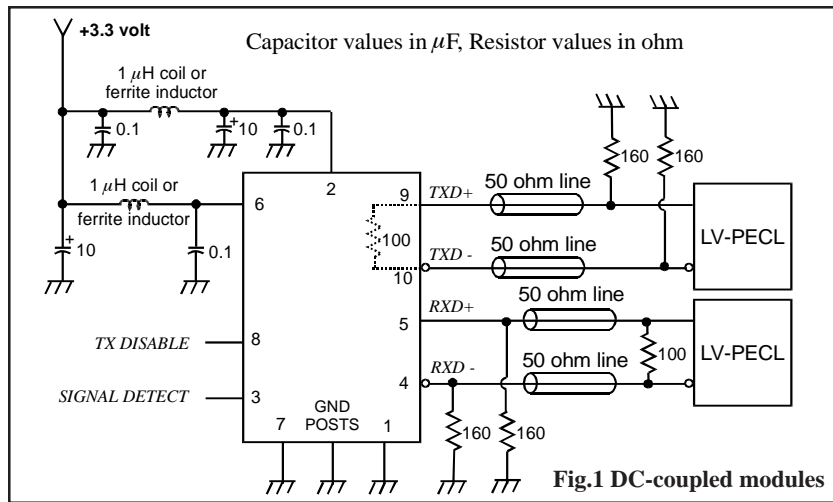 +3.3 volt
Capacitor values in µF, Resistor values in ohm
1 µH coil or
ferrite inductor
0.1
+
10
0.1
160
160
1 µH coil or
ferrite inductor
+
10
0.1
2
6
9
TXD+
50 ohm line
LV-PECL
100
50 ohm line
TXD -
10
50 ohm line
RXD+
5
LV-PECL
100
50 ohm line
RXD -
4
TX DISABLE
8
SIGNAL DETECT
3
GND
POSTS
7
1
160
160
Fig.1 DC-coupled modules